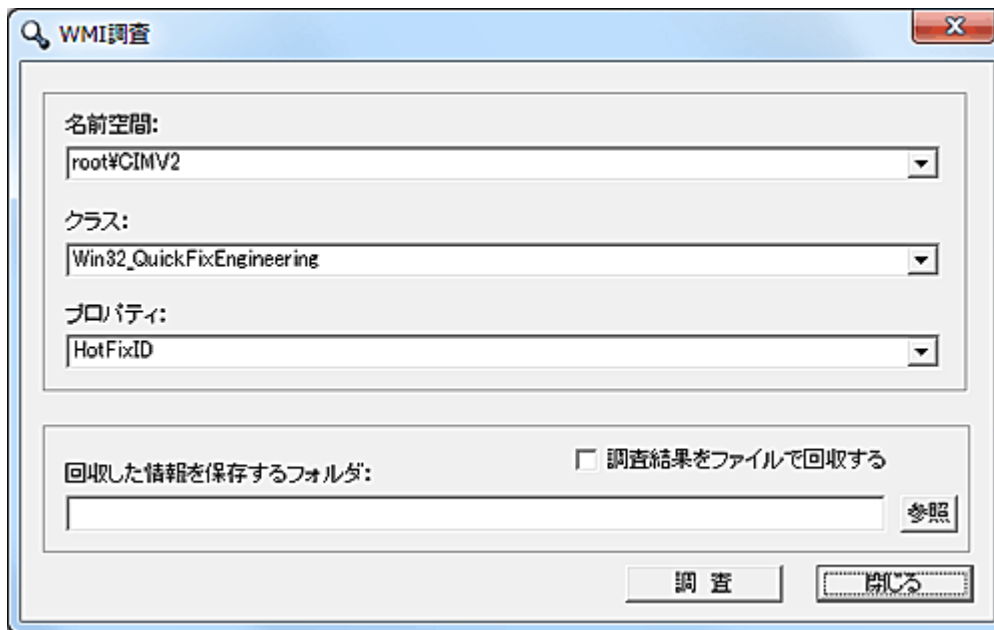 WMI調査
名前空間:
root¥CIMV2
クラス:
Win32_QuickFixEngineering
プロパティ:
HotFixID
調査結果をファイルで回収する
回収した情報を保存するフォルダ:
参照
調 査
閉じる